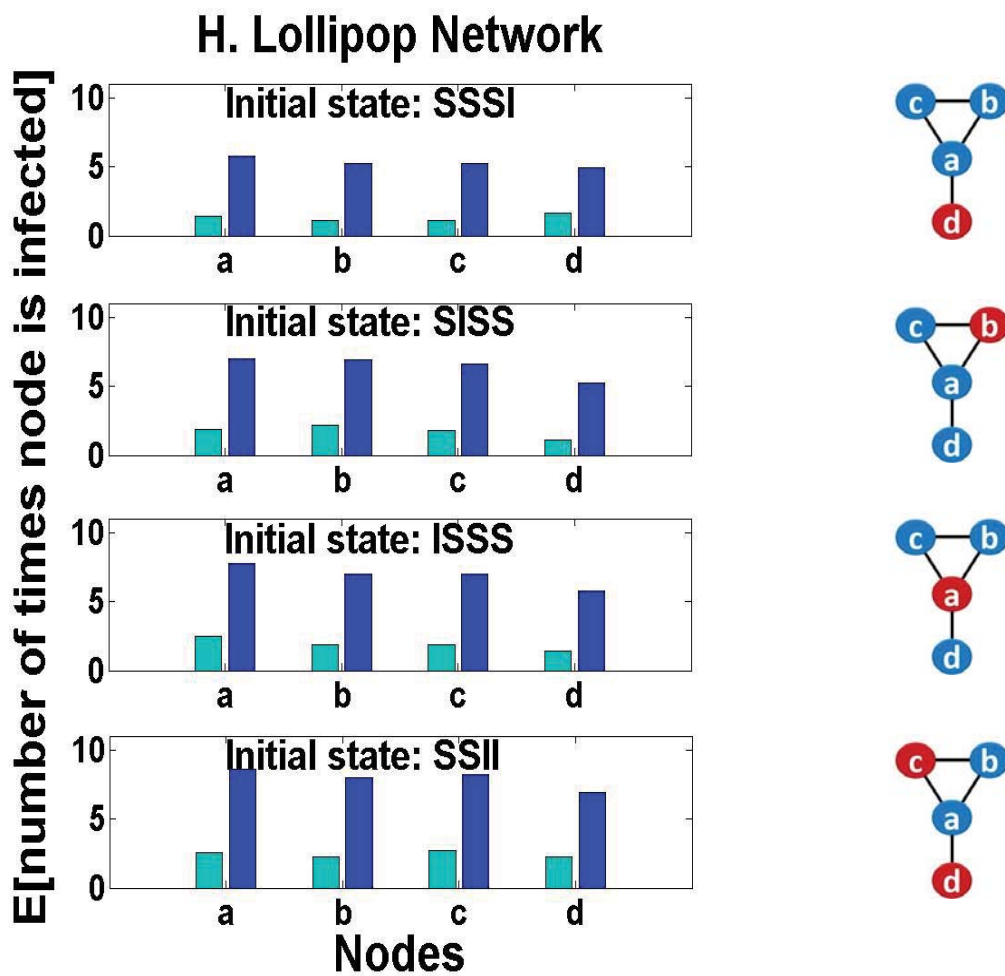 H. Lollipop Network
E[number of times node is infected]
10
5
0
Initial state: SSSI
a b c d
c b
a
d
10
5
0
Initial state: SISS
a b c d
c b
a
d
10
5
0
Initial state: ISSS
a b c d
c b
a
d
10
5
0
Initial state: SSII
a b c d
c b
a
d
Nodes